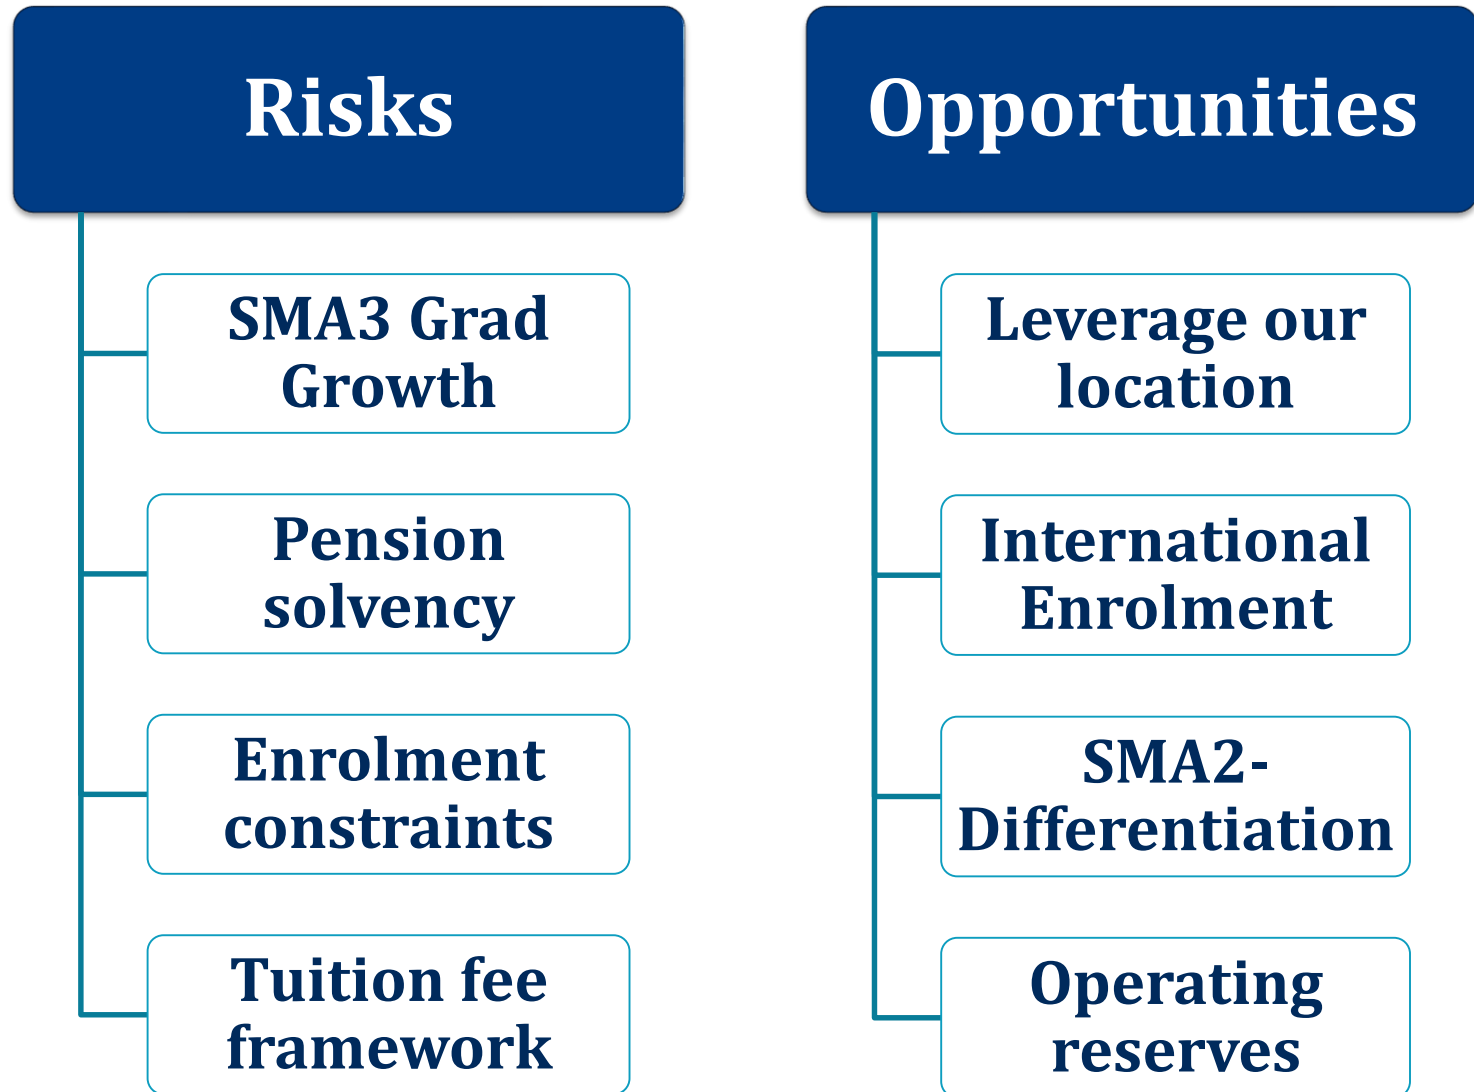 Risks
SMA3 Grad
Growth
Pension
solvency
Enrolment
constraints
Tuition fee
framework
Opportunities
Leverage our
location
International
Enrolment
SMA2-
Differentiation
Operating
reserves